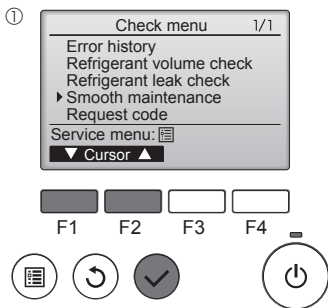 ①
Check menu 1/1
Error history
Refrigerant volume check
Refrigerant leak check
Smooth maintenance
Request code
Service menu:
▼ Cursor ▲
F1 F2 F3 F4